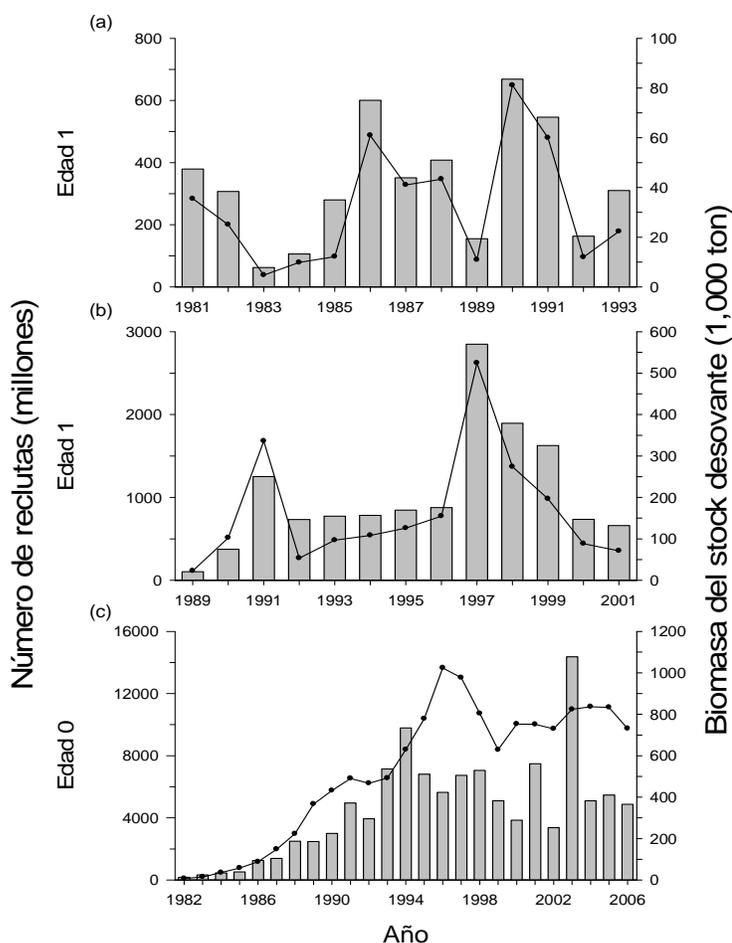 (a)
800
600
400
200
0
100
80
60
40
20
0
Edad 1
1981 1983 1985 1987 1989 1991 1993
(b)
3000
2000
1000
0
600
500
400
300
200
100
0
Edad 1
1989 1991 1993 1995 1997 1999 2001
(c)
16000
12000
8000
4000
0
1200
1000
800
600
400
200
0
Edad 0
1982 1986 1990 1994 1998 2002 2006
Año
Número de reclutas (millones)
Biomasa del stock desovante (1,000 ton)